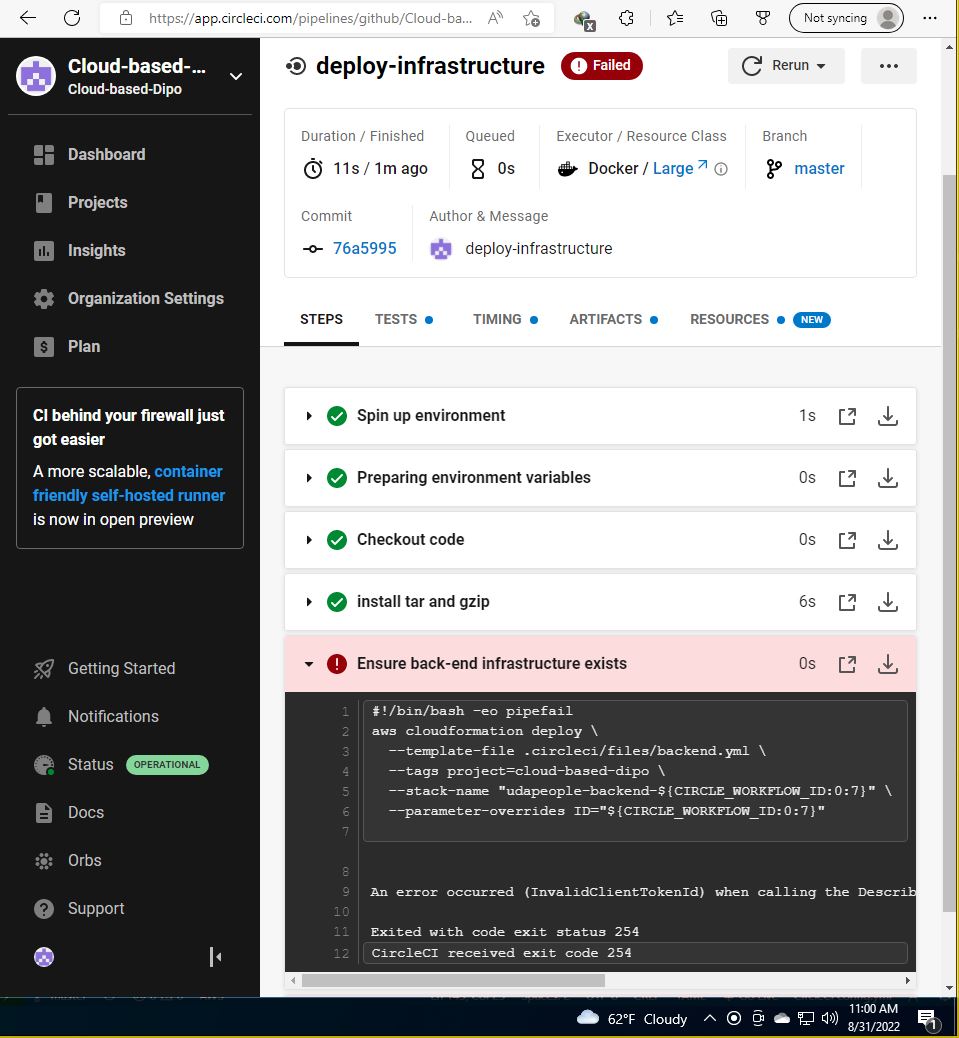 https://app.circleci.com/pipelines/github/Cloud-ba...
Not syncing
Cloud-based-...
Cloud-based-Dipo
Dashboard
Projects
Insights
Organization Settings
Plan
CI behind your firewall just
got easier
A more scalable, container
friendly self-hosted runner
is now in open preview
Getting Started
Notifications
Status OPERATIONAL
Docs
Orbs
Support
deploy-infrastructure
Failed
Rerun
Duration / Finished
11s / 1m ago
Queued
0s
Executor / Resource Class
Docker / Large
Branch
master
Commit
76a5995
Author & Message
deploy-infrastructure
STEPS TESTS TIMING ARTIFACTS RESOURCES NEW
Spin up environment 1s
Preparing environment variables 0s
Checkout code 0s
install tar and gzip 6s
Ensure back-end infrastructure exists 0s
1 #!/bin/bash -eo pipefail
2 aws cloudformation deploy \
3 --template-file .circleci/files/backend.yml \
4 --tags project=cloud-based-dipo \
5 --stack-name "udapeople-backend-${CIRCLE_WORKFLOW_ID:0:7}" \
6 --parameter-overrides ID="${CIRCLE_WORKFLOW_ID:0:7}"
7
8
9 An error occurred (InvalidClientTokenId) when calling the Describ
10
11 Exited with code exit status 254
12 CircleCI received exit code 254
62°F Cloudy
11:00 AM
8/31/2022
1